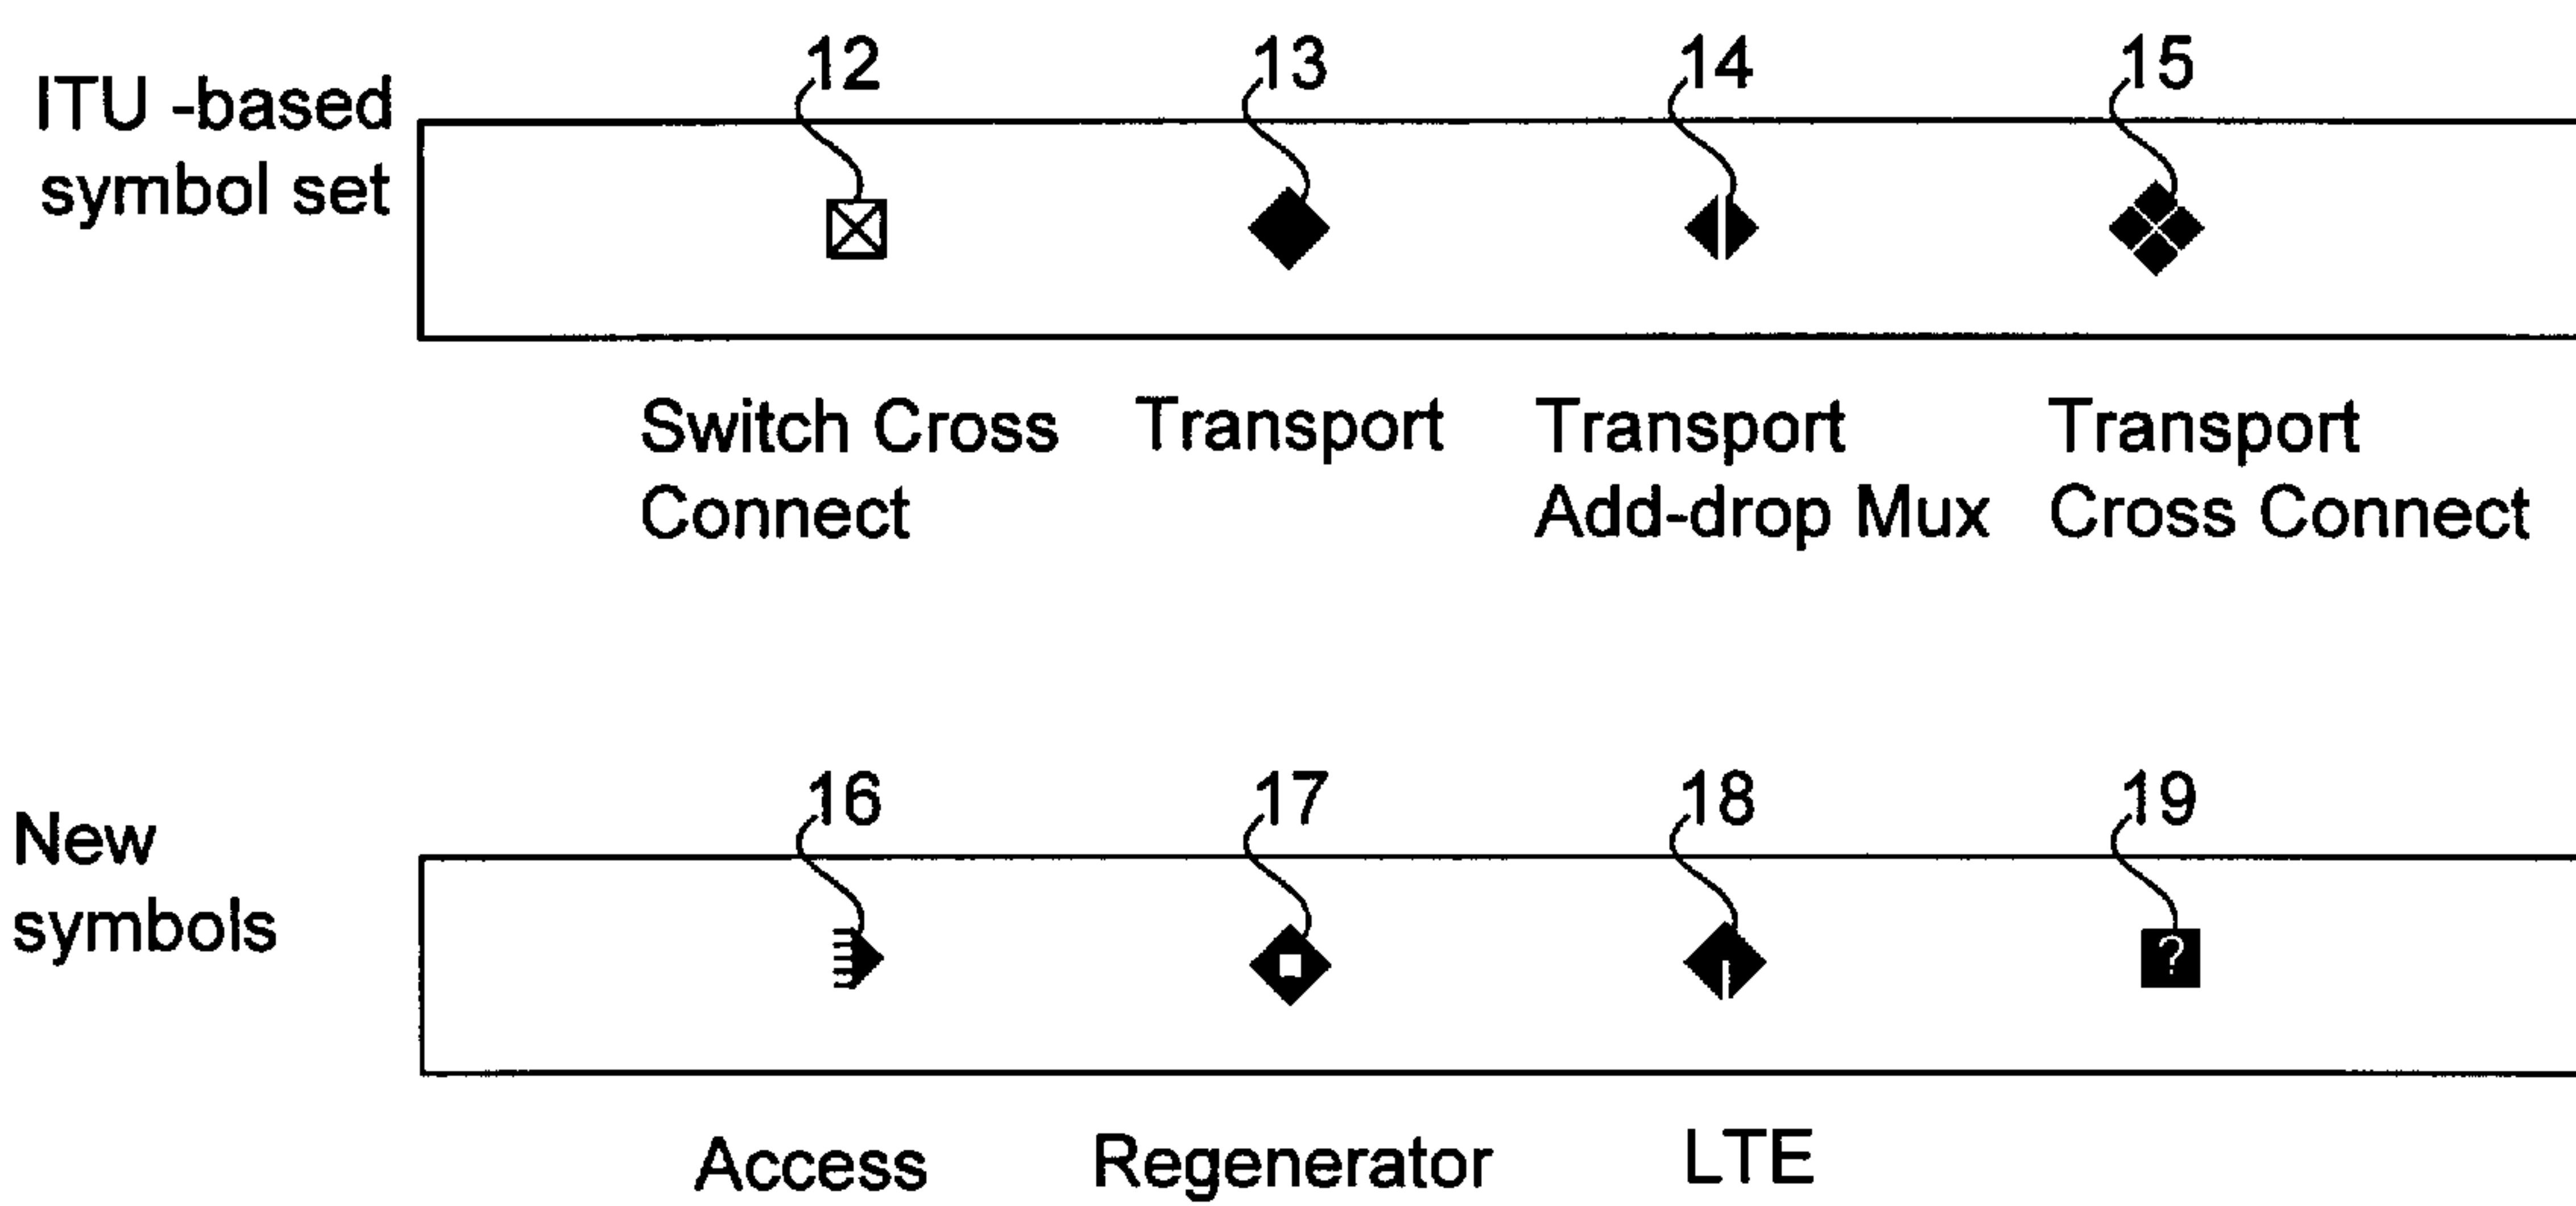 12 13 14 15
ITU -based
symbol set
Switch Cross
Connect
Transport
Transport
Add-drop Mux
Transport
Cross Connect
16 17 18 19
New
symbols
?
Access
Regenerator
LTE